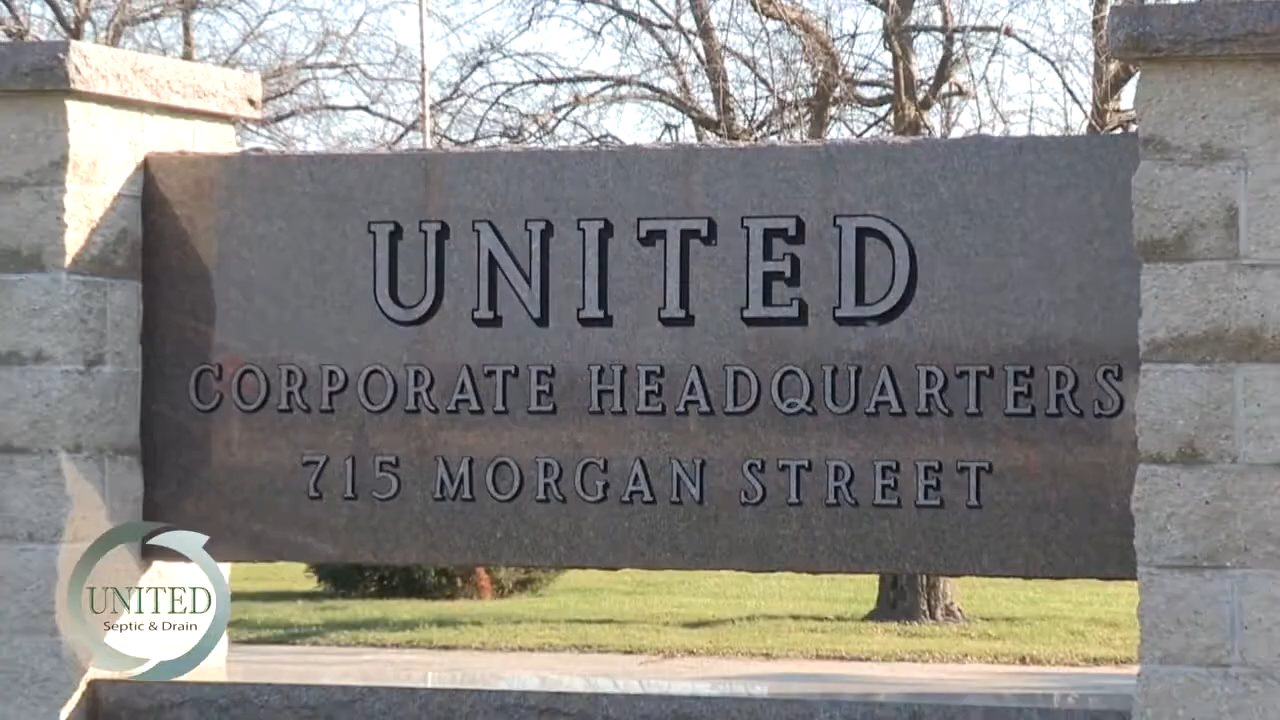 UNITED
CORPORATE HEADQUARTERS
715 MORGAN STREET
UNITED
Septic & Drain